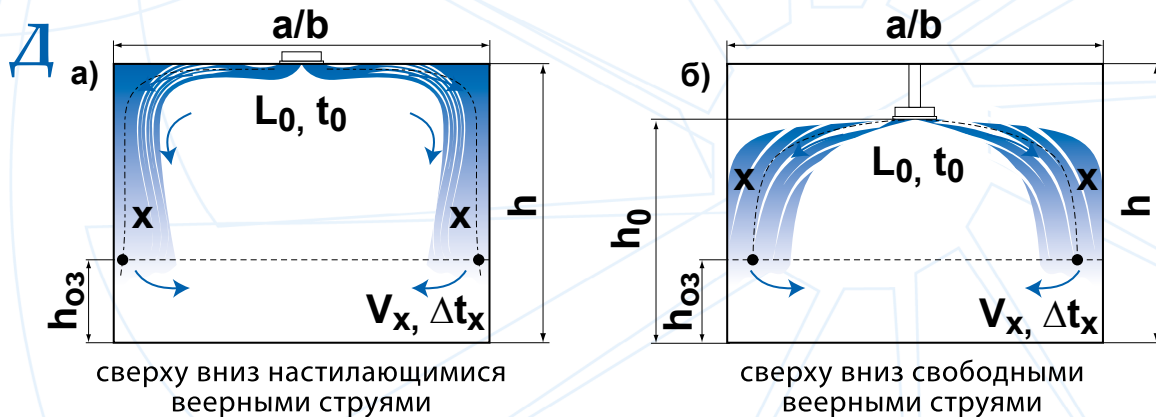 Д
а)
a/b
L0, t0
x
x
h
hоз
Vx, Δtx
сверху вниз настилающимися
веерными струями
б)
a/b
L0, t0
x
x
h0
h
hоз
Vx, Δtx
сверху вниз свободными
веерными струями